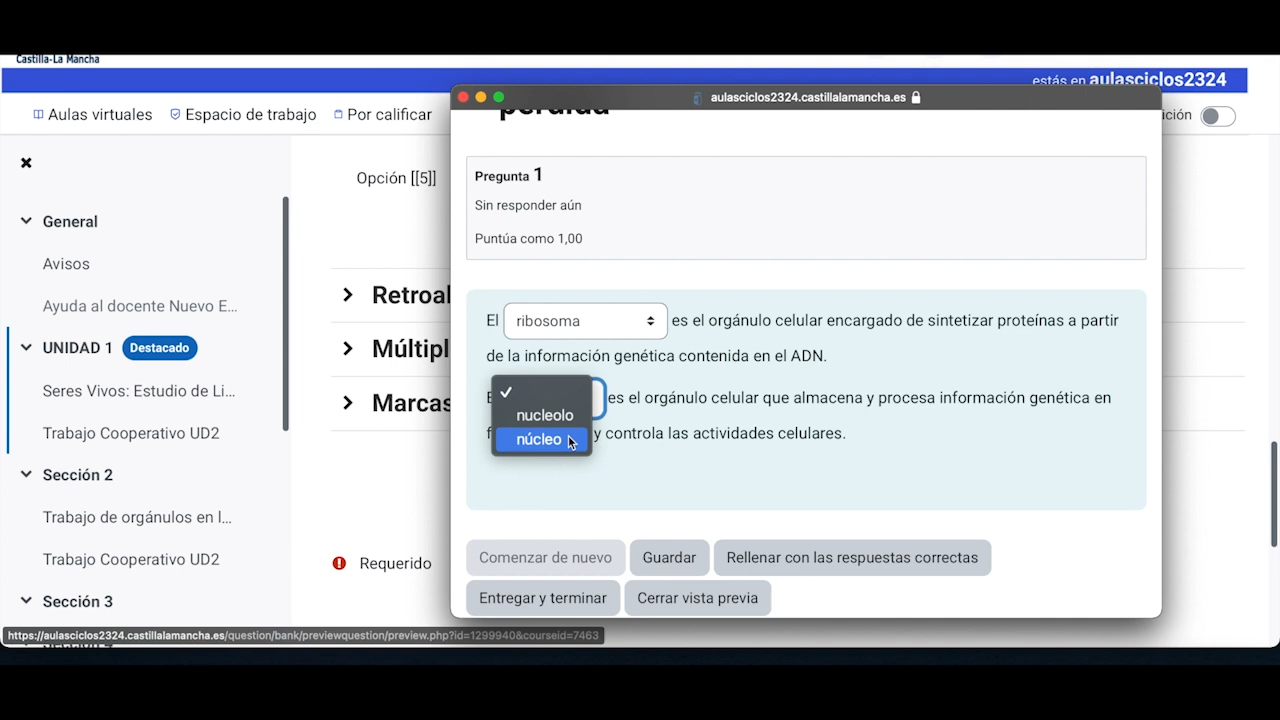 Castilla-La Mancha
estás en aulasciclos2324
Aulas virtuales
Espacio de trabajo
Por calificar
ición
General
Avisos
Ayuda al docente Nuevo E...
UNIDAD 1 Destacado
Seres Vivos: Estudio de Li...
Trabajo Cooperativo UD2
Sección 2
Trabajo de orgánulos en l...
Trabajo Cooperativo UD2
Sección 3
Opción [[5]]
Retroal
Múltipl
Marcas
Requerido
aulasciclos2324.castillalamancha.es
perdida
Pregunta 1
Sin responder aún
Puntúa como 1,00
El ribosoma es el orgánulo celular encargado de sintetizar proteínas a partir
de la información genética contenida en el ADN.
E es el orgánulo celular que almacena y procesa información genética en
f y controla las actividades celulares.
nucleolo
núcleo
Comenzar de nuevo
Guardar
Rellenar con las respuestas correctas
Entregar y terminar
Cerrar vista previa
https://aulasciclos2324.castillalamancha.es/question/bank/previewquestion/preview.php?id=1299940&courseid=7463